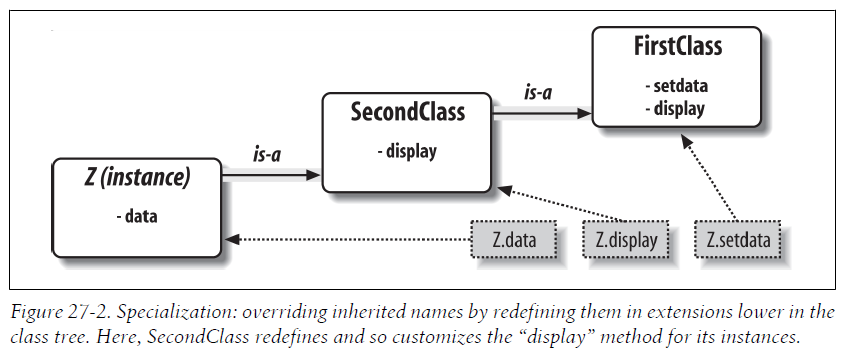 FirstClass
- setdata
- display
is-a
SecondClass
- display
is-a
Z (instance)
- data
Z.data
Z.display
Z.setdata
Figure 27-2. Specialization: overriding inherited names by redefining them in extensions lower in the
class tree. Here, SecondClass redefines and so customizes the “display” method for its instances.